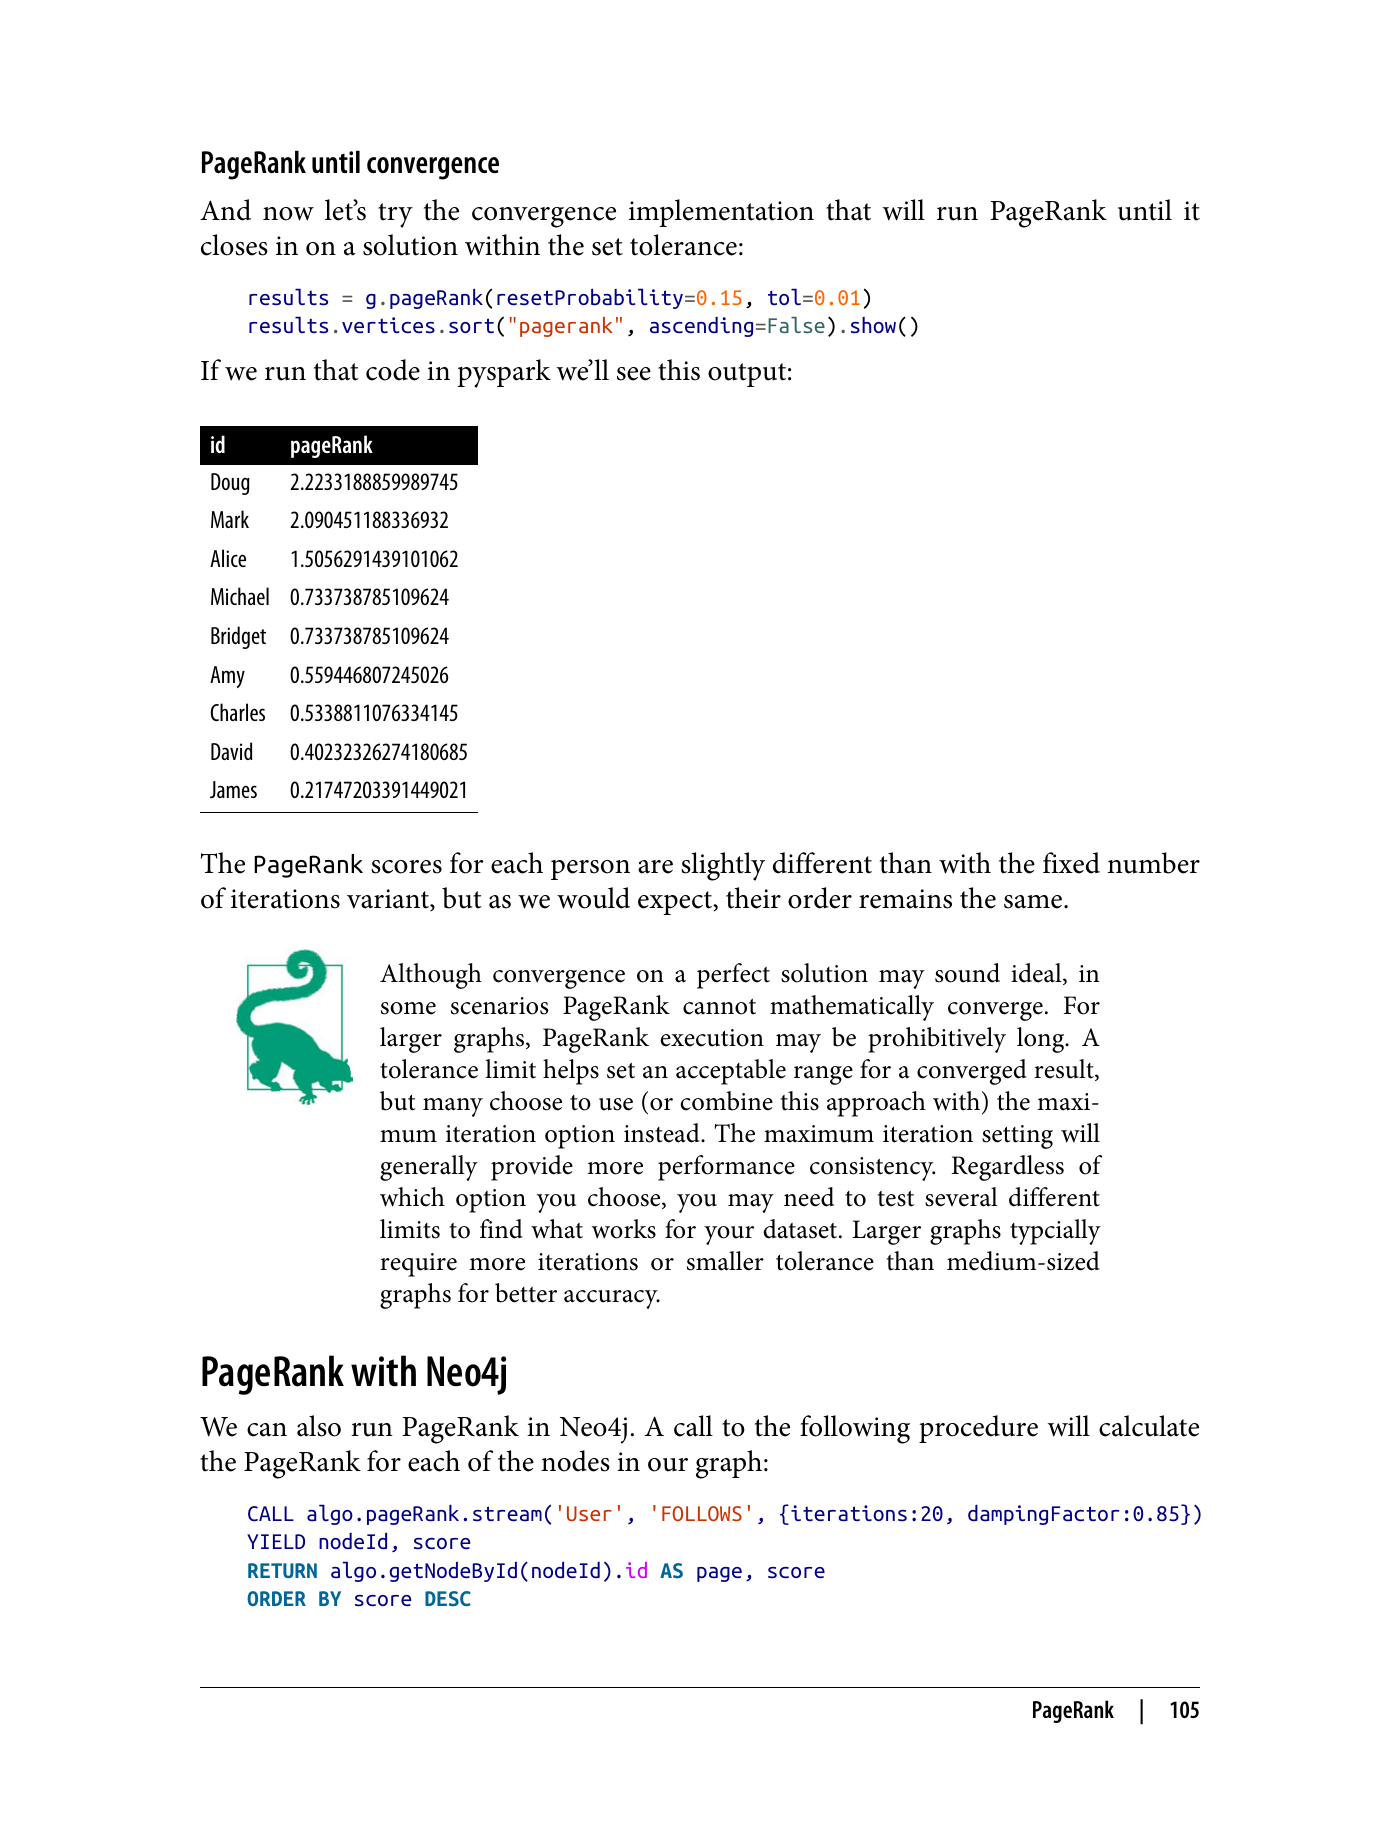 PageRank until convergence
And now let’s try the convergence implementation that will run PageRank until it
closes in on a solution within the set tolerance:
results = g.pageRank(resetProbability=0.15, tol=0.01)
results.vertices.sort("pagerank", ascending=False).show()
If we run that code in pyspark we’ll see this output:
id pageRank
Doug 2.2233188859989745
Mark 2.090451188336932
Alice 1.5056291439101062
Michael 0.733738785109624
Bridget 0.733738785109624
Amy 0.559446807245026
Charles 0.5338811076334145
David 0.40232326274180685
James 0.21747203391449021
The PageRank scores for each person are slightly different than with the fixed number
of iterations variant, but as we would expect, their order remains the same.
Although convergence on a perfect solution may sound ideal, in
some scenarios PageRank cannot mathematically converge. For
larger graphs, PageRank execution may be prohibitively long. A
tolerance limit helps set an acceptable range for a converged result,
but many choose to use (or combine this approach with) the maxi-
mum iteration option instead. The maximum iteration setting will
generally provide more performance consistency. Regardless of
which option you choose, you may need to test several different
limits to find what works for your dataset. Larger graphs typcially
require more iterations or smaller tolerance than medium-sized
graphs for better accuracy.
PageRank with Neo4j
We can also run PageRank in Neo4j. A call to the following procedure will calculate
the PageRank for each of the nodes in our graph:
CALL algo.pageRank.stream('User', 'FOLLOWS', {iterations:20, dampingFactor:0.85})
YIELD nodeId, score
RETURN algo.getNodeById(nodeId).id AS page, score
ORDER BY score DESC
PageRank | 105